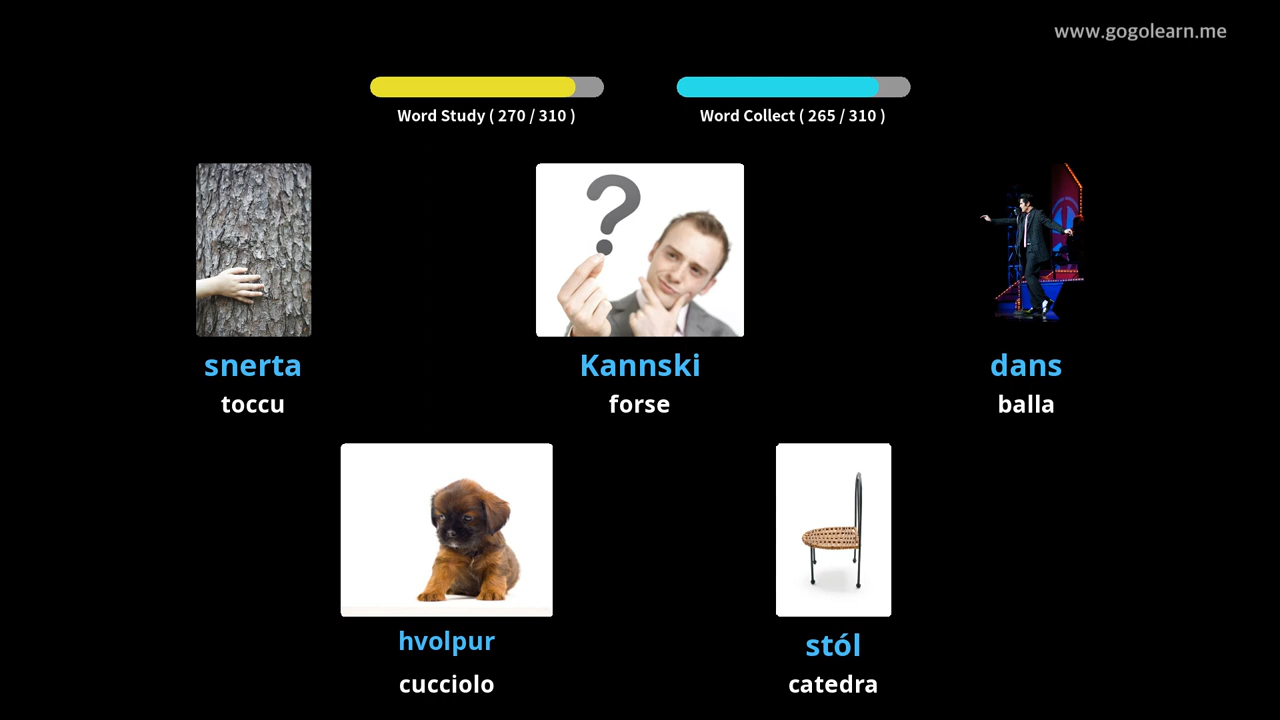 www.gogolearn.me
Word Study ( 270 / 310 )
Word Collect ( 265 / 310 )
snerta
toccu
Kannski
forse
dans
balla
hvolpur
cucciolo
stól
catedra